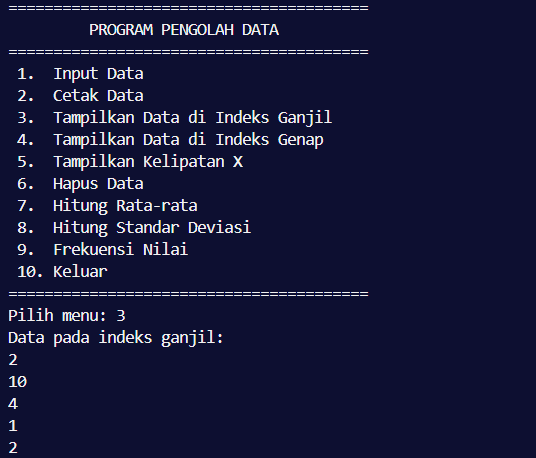 ========================================
PROGRAM PENGOLAH DATA
========================================
1. Input Data
2. Cetak Data
3. Tampilkan Data di Indeks Ganjil
4. Tampilkan Data di Indeks Genap
5. Tampilkan Kelipatan X
6. Hapus Data
7. Hitung Rata-rata
8. Hitung Standar Deviasi
9. Frekuensi Nilai
10. Keluar
========================================
Pilih menu: 3
Data pada indeks ganjil:
2
10
4
1
2